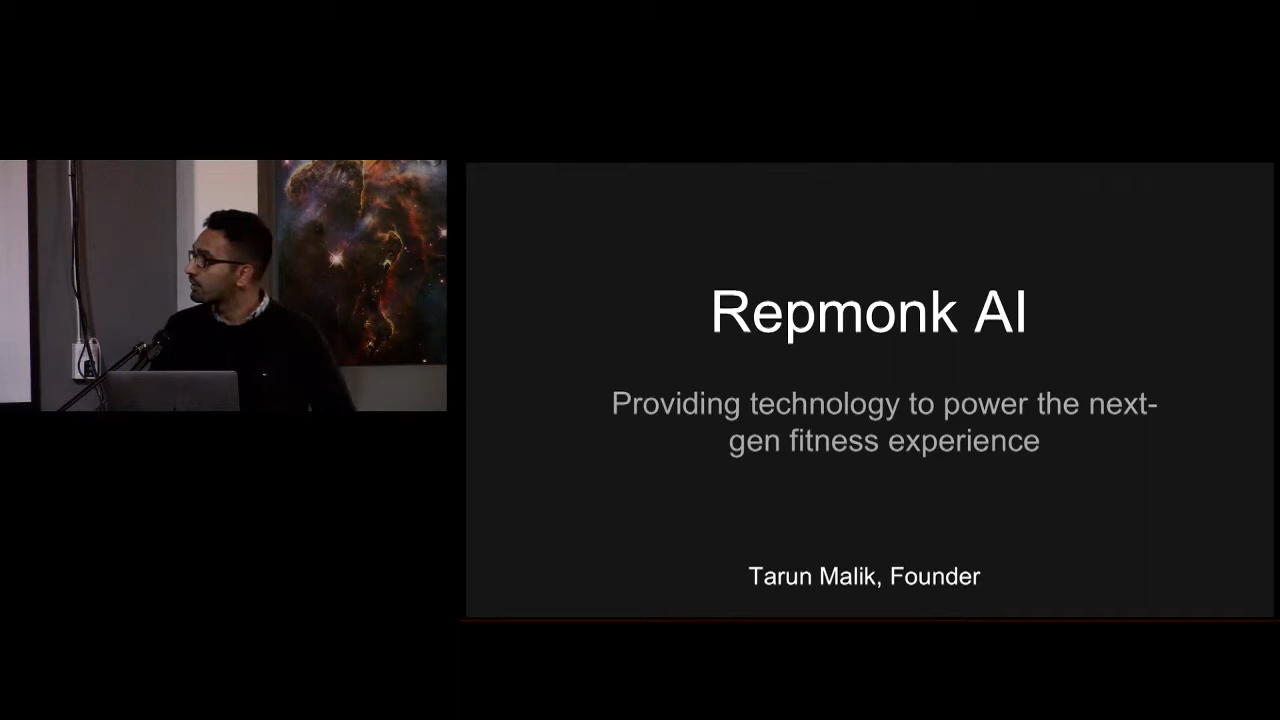 Repmonk AI
Providing technology to power the next-
gen fitness experience
Tarun Malik, Founder